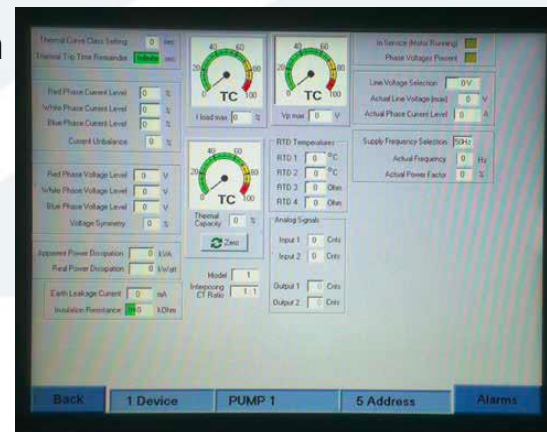 Thermal Curve Class Setting 0 sec
Thermal Trip Time Remainder Infinite sec
Red Phase Current Level 0 %
White Phase Current Level 0 %
Blue Phase Current Level 0 %
Current Unbalance 0 %
Red Phase Voltage Level 0 V
White Phase Voltage Level 0 V
Blue Phase Voltage Level 0 V
Voltage Symmetry 0 %
Apparent Power Dissipation 0 kVA
Real Power Dissipation 0 kWatt
Earth Leakage Current 0 mA
Insulation Resistance kOhm
20 40 60 80 100
TC
I load max 0 %
20 40 60 80 100
TC
Thermal Capacity 0 %
Zero
Model 1
Interposing CT Ratio 1:1
40 60 80 100
TC
Vp max 0 V
RTD Temperatures
RTD 1 0 °C
RTD 2 0 °C
RTD 3 0 Ohm
RTD 4 0 Ohm
Analog Signals
Input 1 0 Cnts
Input 2 0 Cnts
Output 1 0 Cnts
Output 2 0 Cnts
In Service (Motor Running)
Phase Voltages Present
Line Voltage Selection 0V
Actual Line Voltage (max) 0 V
Actual Phase Current Level 0 A
Supply Frequency Selection 50Hz
Actual Frequency 0 Hz
Actual Power Factor 0 %
Back 1 Device PUMP 1 5 Address Alarms